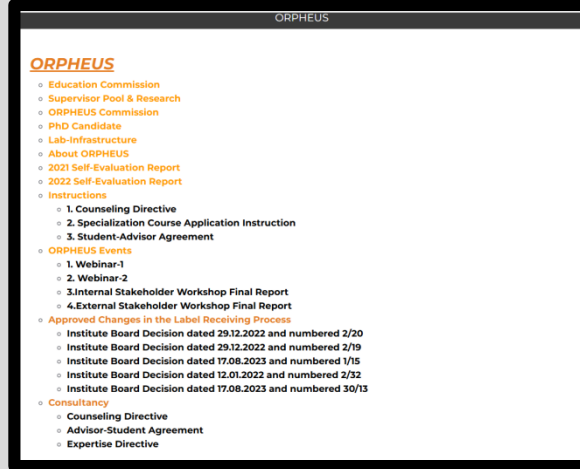 ORPHEUS
ORPHEUS
Education Commission
Supervisor Pool & Research
ORPHEUS Commission
PhD Candidate
Lab-Infrastructure
About ORPHEUS
2021 Self-Evaluation Report
2022 Self-Evaluation Report
Instructions
1. Counseling Directive
2. Specialization Course Application Instruction
3. Student-Advisor Agreement
ORPHEUS Events
1. Webinar-1
2. Webinar-2
3.Internal Stakeholder Workshop Final Report
4.External Stakeholder Workshop Final Report
Approved Changes in the Label Receiving Process
Institute Board Decision dated 29.12.2022 and numbered 2/20
Institute Board Decision dated 29.12.2022 and numbered 2/19
Institute Board Decision dated 17.08.2023 and numbered 1/15
Institute Board Decision dated 12.01.2022 and numbered 2/32
Institute Board Decision dated 17.08.2023 and numbered 30/13
Consultancy
Counseling Directive
Advisor-Student Agreement
Expertise Directive